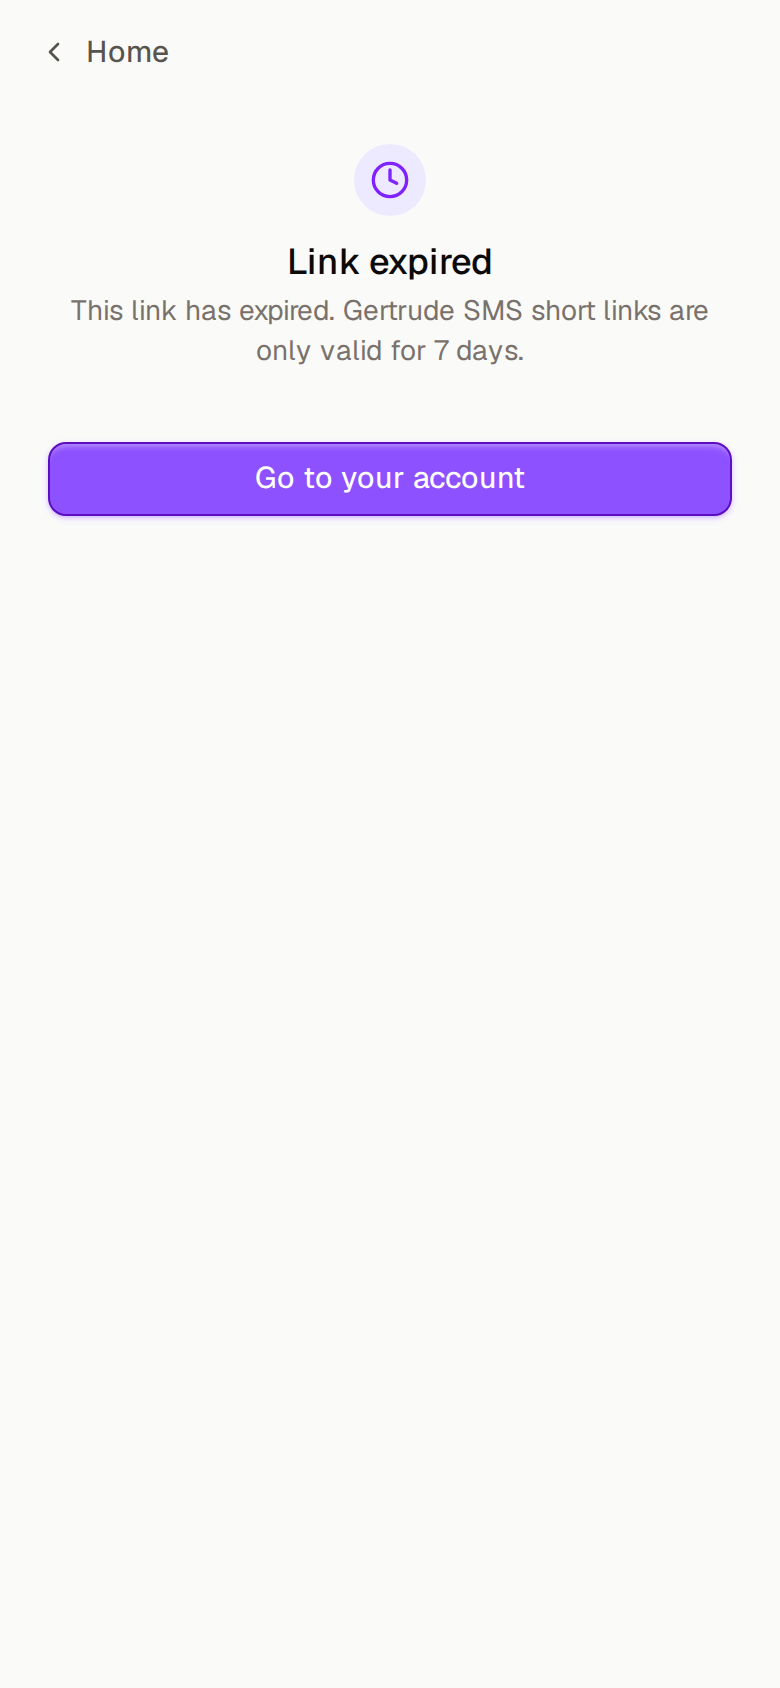 Home
Link expired
This link has expired. Gertrude SMS short links are
only valid for 7 days.
Go to your account